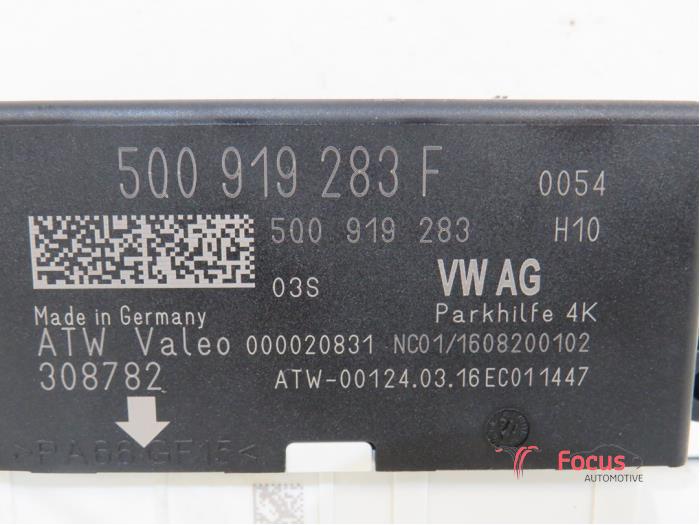 5Q0 919 283 F 0054
5Q0 919 283 H10
03S VW AG
Made in Germany Parkhilfe 4K
ATW Valeo 000020831 NC01/1608200102
308782 ATW-00124.03.16EC011447
>PA66 GF15<
Focus
AUTOMOTIVE